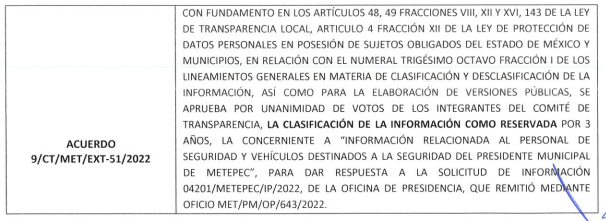 CON FUNDAMENTO EN LOS ARTÍCULOS 48, 49 FRACCIONES VIII, XII Y XVI, 143 DE LA LEY
DE TRANSPARENCIA LOCAL, ARTICULO 4 FRACCIÓN XII DE LA LEY DE PROTECCIÓN DE
DATOS PERSONALES EN POSESIÓN DE SUJETOS OBLIGADOS DEL ESTADO DE MÉXICO Y
MUNICIPIOS, EN RELACIÓN CON EL NUMERAL TRIGÉSIMO OCTAVO FRACCIÓN I DE LOS
LINEAMIENTOS GENERALES EN MATERIA DE CLASIFICACIÓN Y DESCLASIFICACIÓN DE LA
INFORMACIÓN, ASÍ COMO PARA LA ELABORACIÓN DE VERSIONES PÚBLICAS, SE
APRUEBA POR UNANIMIDAD DE VOTOS DE LOS INTEGRANTES DEL COMITÉ DE
TRANSPARENCIA, LA CLASIFICACIÓN DE LA INFORMACIÓN COMO RESERVADA POR 3
AÑOS, LA CONCERNIENTE A “INFORMACIÓN RELACIONADA AL PERSONAL DE
SEGURIDAD Y VEHÍCULOS DESTINADOS A LA SEGURIDAD DEL PRESIDENTE MUNICIPAL
DE METEPEC”, PARA DAR RESPUESTA A LA SOLICITUD DE INFORMACIÓN
04201/METEPEC/IP/2022, DE LA OFICINA DE PRESIDENCIA, QUE REMITIÓ MEDIANTE
OFICIO MET/PM/OP/643/2022.
ACUERDO
9/CT/MET/EXT-51/2022